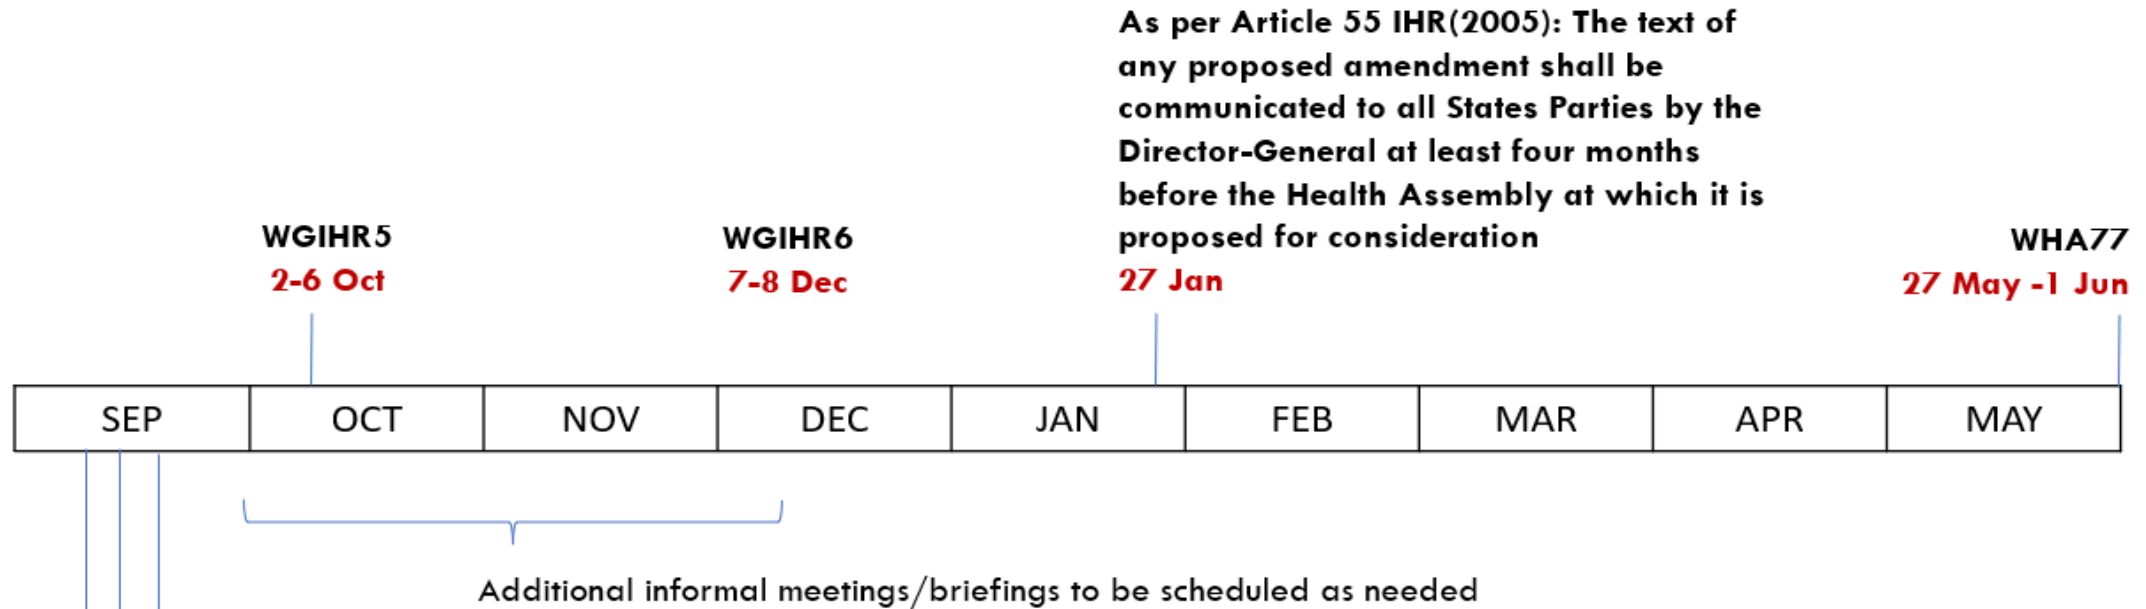 As per Article 55 IHR(2005): The text of
any proposed amendment shall be
communicated to all States Parties by the
Director-General at least four months
before the Health Assembly at which it is
proposed for consideration
27 Jan
WGIHR5
2-6 Oct
WGIHR6
7-8 Dec
WHA77
27 May -1 Jun
SEP OCT NOV DEC JAN FEB MAR APR MAY
Additional informal meetings/briefings to be scheduled as needed